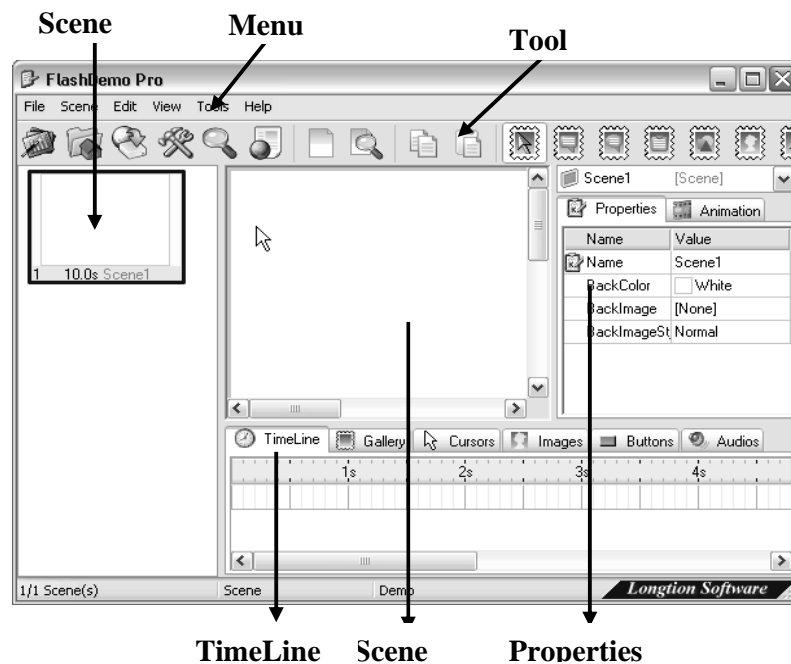 Scene
Menu
Tool
FlashDemo Pro
File Scene Edit View Tools Help
Scene1 [Scene]
Properties Animation
Name Value
Name Scene1
BackColor White
BackImage [None]
BackImageSt Normal
1 10.0s Scene1
TimeLine Gallery Cursors Images Buttons Audios
1s 2s 3s 4s
1/1 Scene(s) Scene Demo Longtion Software
TimeLine Scene Properties